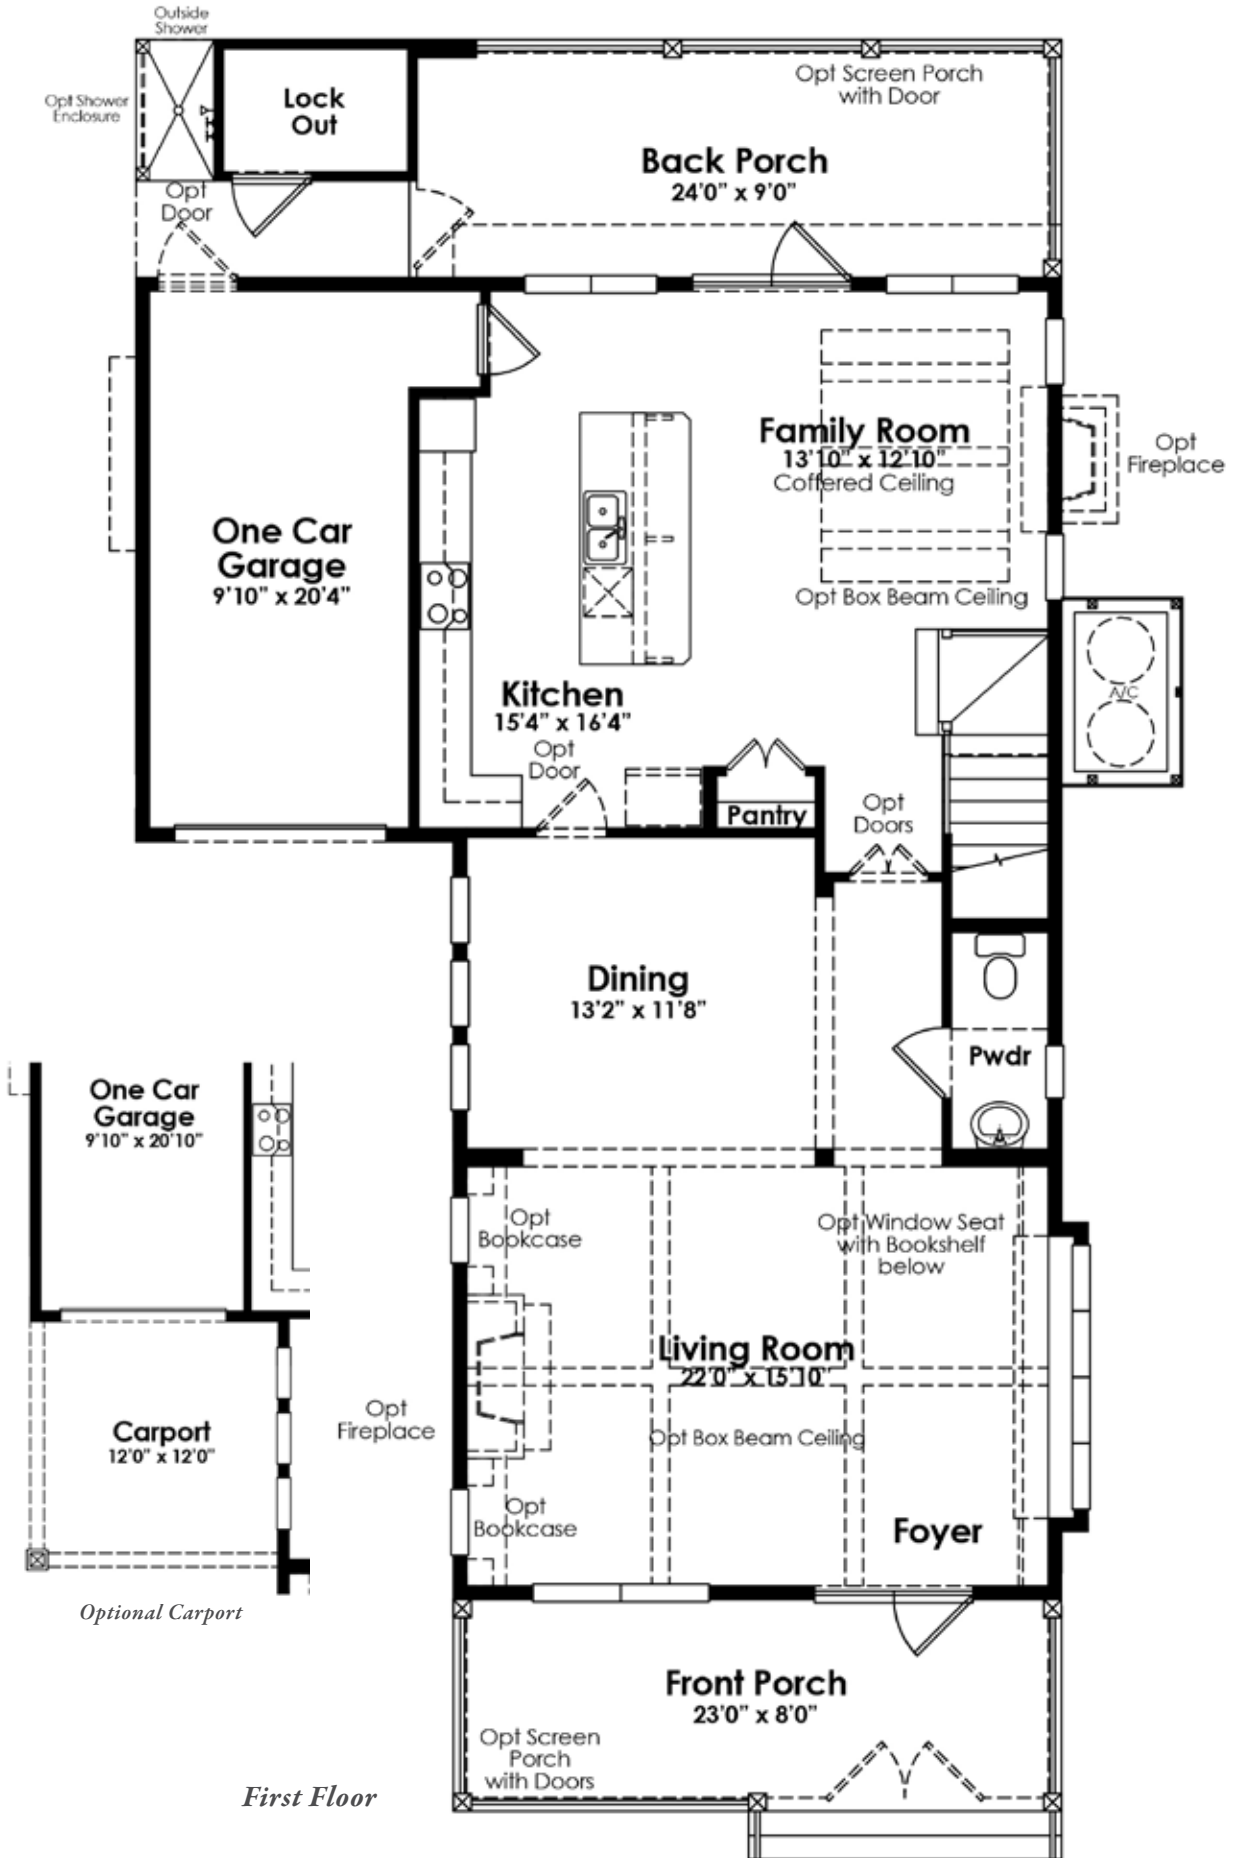 Outside
Shower
Opt Shower
Enclosure
Lock
Out
Opt Screen Porch
with Door
Back Porch
24'0" x 9'0"
Opt
Door
Family Room
13'10" x 12'10"
Coffered Ceiling
Opt
Fireplace
One Car
Garage
9'10" x 20'4"
Opt Box Beam Ceiling
A/C
Kitchen
15'4" x 16'4"
Opt
Door
Pantry
Opt
Doors
Dining
13'2" x 11'8"
Pwdr
One Car
Garage
9'10" x 20'10"
Opt
Bookcase
Opt Window Seat
with Bookshelf
below
Living Room
22'0" x 15'10"
Opt
Fireplace
Opt Box Beam Ceiling
Carport
12'0" x 12'0"
Opt
Bookcase
Foyer
Optional Carport
Front Porch
23'0" x 8'0"
Opt Screen
Porch
with Doors
First Floor